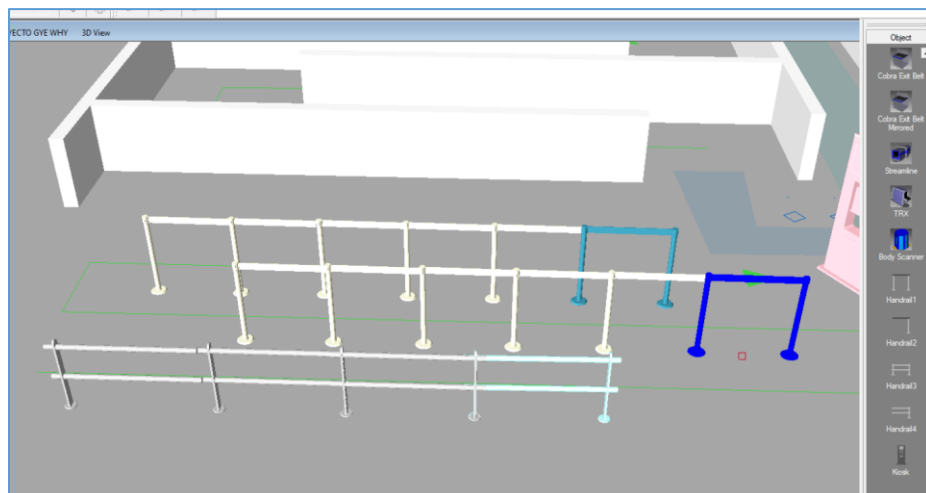 YECTO GYE WHY 3D View
Object
Cobra Exit Belt
Cobra Exit Belt
Mirrored
Streamline
TRX
Body Scanner
Handrail1
Handrail2
Handrail3
Handrail4
Kiosk